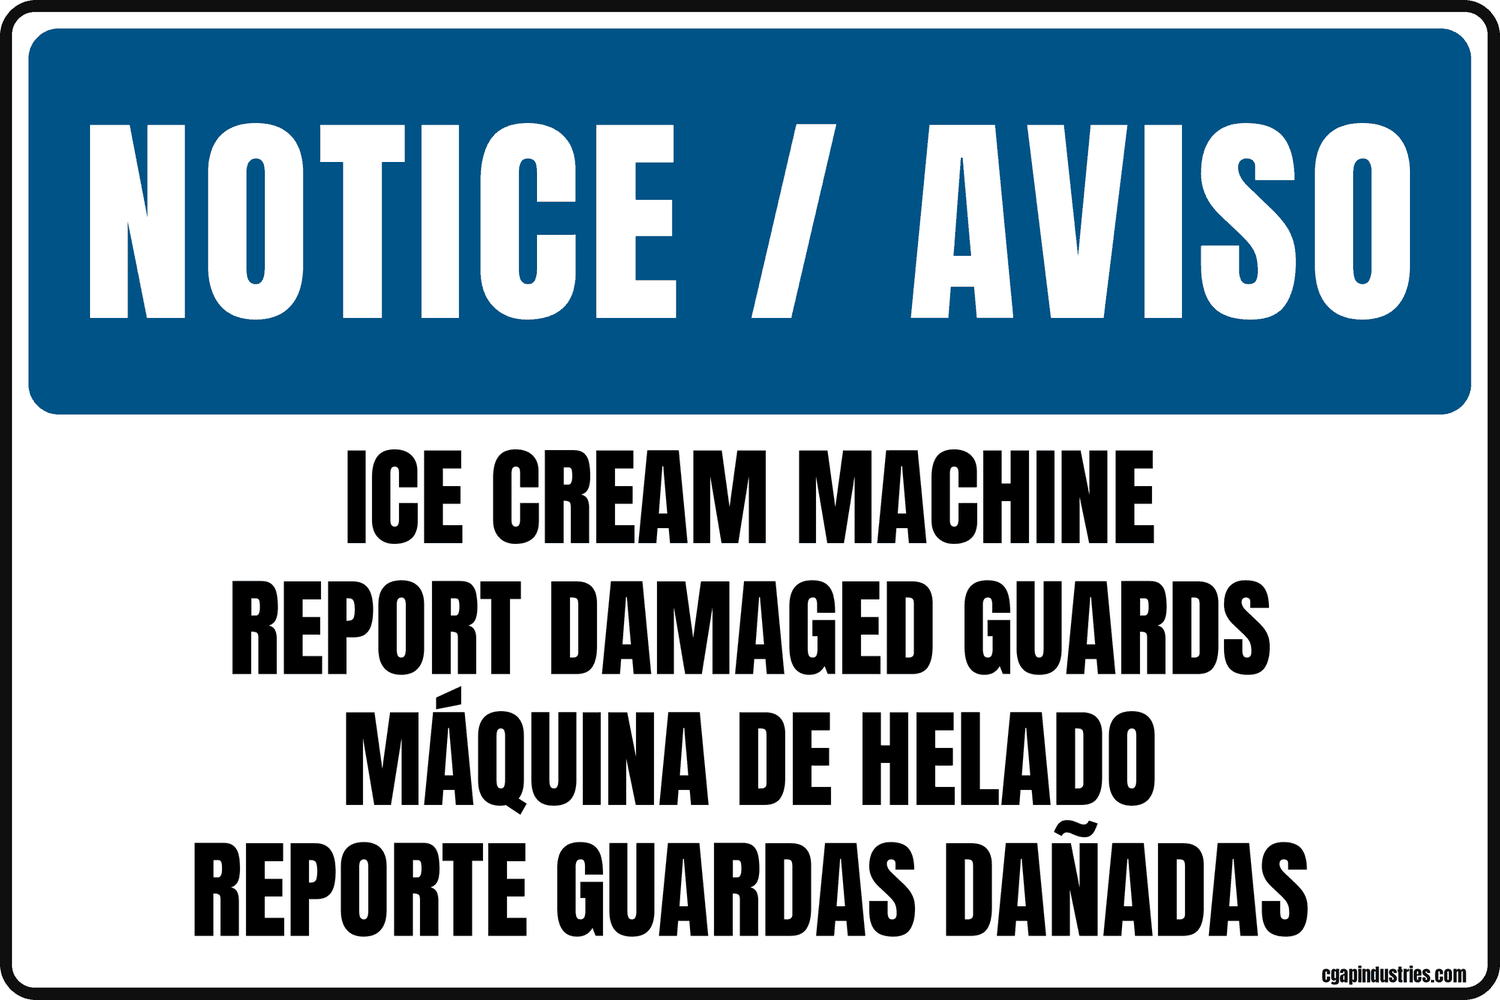 NOTICE / AVISO
ICE CREAM MACHINE
REPORT DAMAGED GUARDS
MÁQUINA DE HELADO
REPORTE GUARDAS DAÑADAS
cgapindustries.com